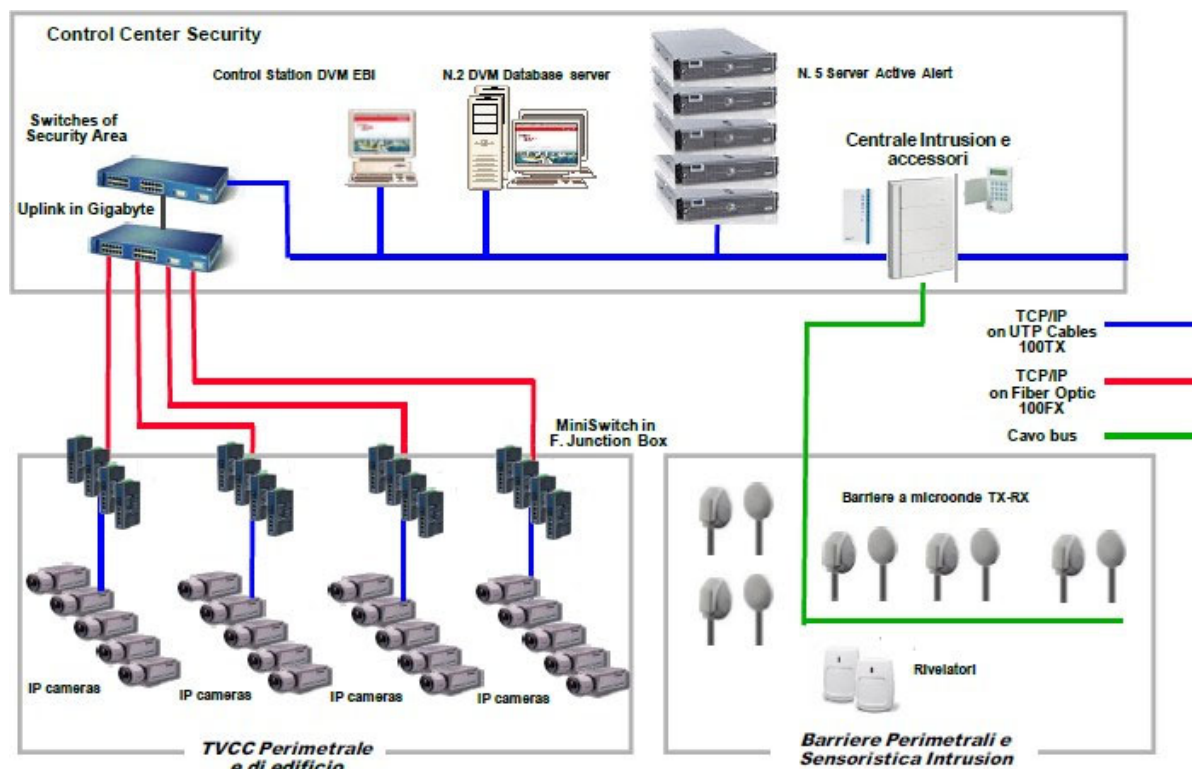 Control Center Security
Control Station DVM EBI
N.2 DVM Database server
N. 5 Server Active Alert
Switches of
Security Area
Centrale Intrusion e
accessori
Uplink in Gigabyte
TCP/IP
on UTP Cables
100TX
TCP/IP
on Fiber Optic
100FX
Cavo bus
MiniSwitch in
F. Junction Box
Barriere a microonde TX-RX
Rivelatori
IP cameras
IP cameras
IP cameras
IP cameras
TVCC Perimetrale
e di edificio
Barriere Perimetrali e
Sensoristica Intrusion